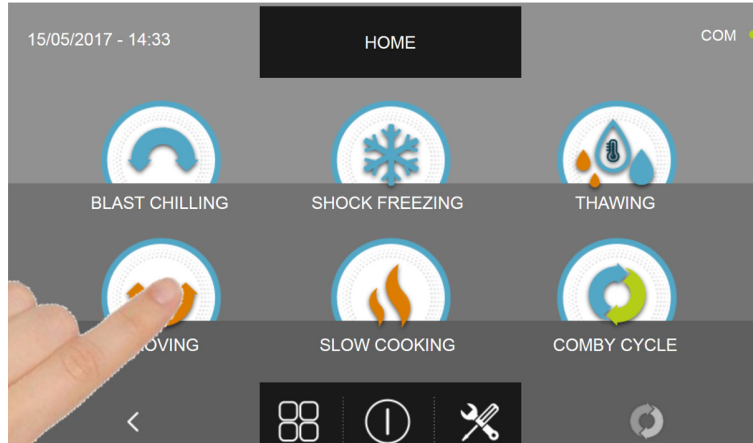 15/05/2017 - 14:33
HOME
COM
BLAST CHILLING
SHOCK FREEZING
THAWING
SLOW COOKING
COMBY CYCLE